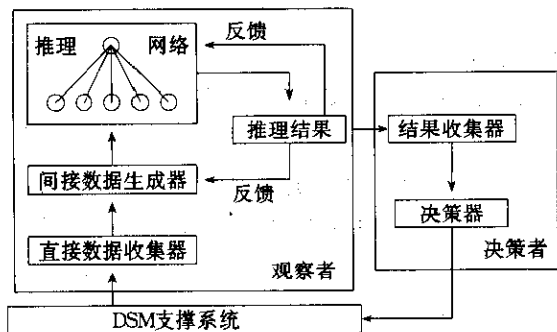 反馈
推理 网络
推理结果
结果收集器
间接数据生成器
反馈
决策器
直接数据收集器
观察者
决策者
DSM支撑系统